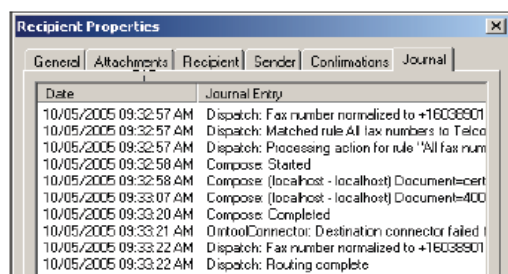 Recipient Properties
General Attachments Recipient Sender Confirmations Journal
Date Journal Entry
10/05/2005 09:32:57 AM Dispatch: Fax number normalized to +16038901
10/05/2005 09:32:57 AM Dispatch: Matched rule All fax numbers to Telco
10/05/2005 09:32:57 AM Dispatch: Processing action for rule "All fax num
10/05/2005 09:32:58 AM Compose: Started
10/05/2005 09:32:58 AM Compose: (localhost - localhost) Document=cert
10/05/2005 09:33:07 AM Compose: (localhost - localhost) Document=400
10/05/2005 09:33:20 AM Compose: Completed
10/05/2005 09:33:21 AM OmtoolConnector: Destination connector failed t
10/05/2005 09:33:22 AM Dispatch: Fax number normalized to +16038901
10/05/2005 09:33:22 AM Dispatch: Routing complete